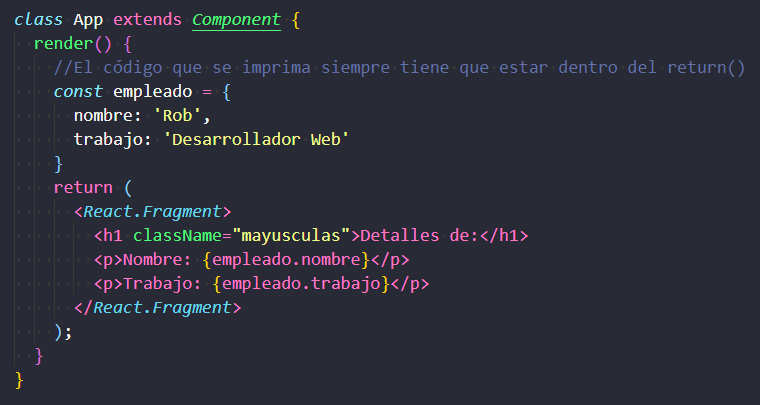 class App extends Component {
render() {
//El código que se imprima siempre tiene que estar dentro del return()
const empleado = {
nombre: 'Rob',
trabajo: 'Desarrollador Web'
}
return (
<React.Fragment>
<h1 className="mayusculas">Detalles de:</h1>
<p>Nombre: {empleado.nombre}</p>
<p>Trabajo: {empleado.trabajo}</p>
</React.Fragment>
);
}
}